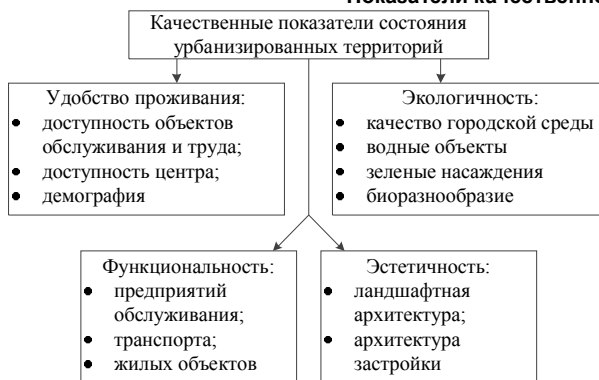 Качественные показатели состояния
урбанизированных территорий
Удобство проживания:
• доступность объектов
обслуживания и труда;
• доступность центра;
• демография
Экологичность:
• качество городской среды
• водные объекты
• зеленые насаждения
• биоразнообразие
Функциональность:
• предприятий
обслуживания;
• транспорта;
• жилых объектов
Эстетичность:
• ландшафтная
архитектура;
• архитектура
застройки